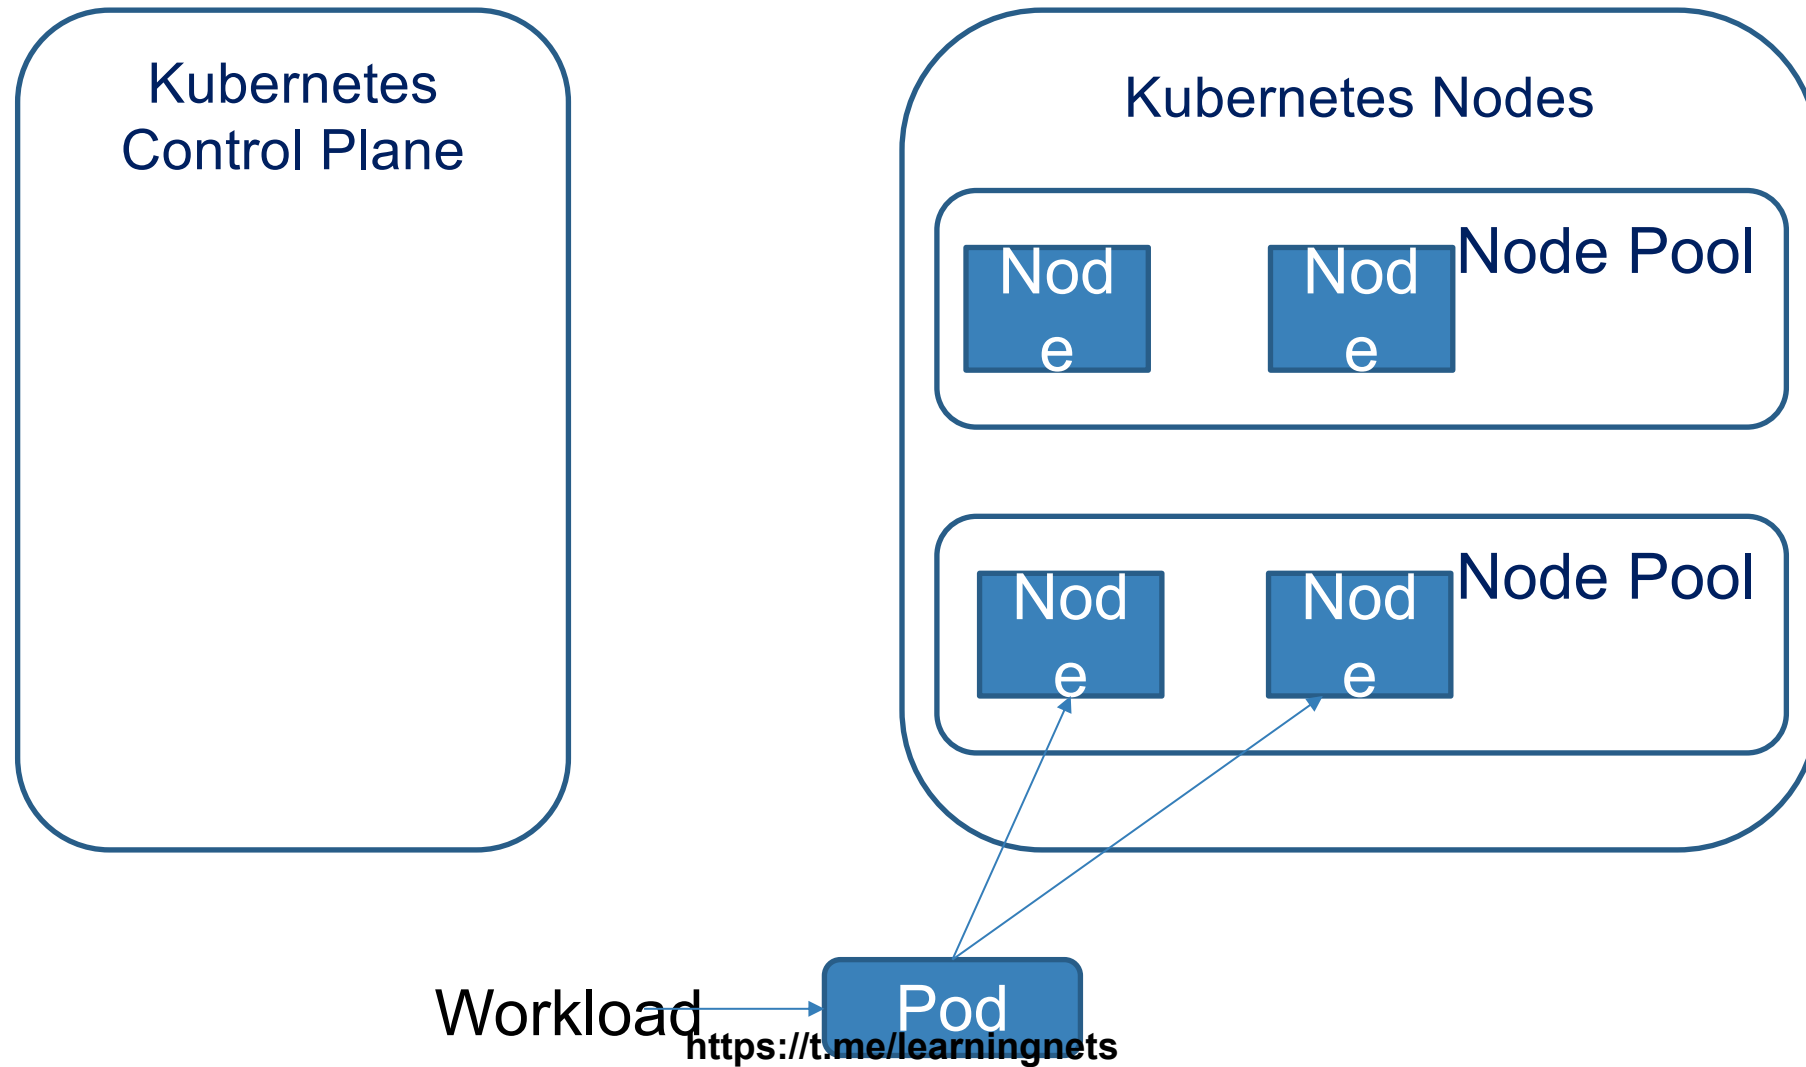 Kubernetes
Control Plane
Kubernetes Nodes
Node Pool
Nod
e
Nod
e
Node Pool
Nod
e
Nod
e
Workload
Pod
https://t.me/learningnets